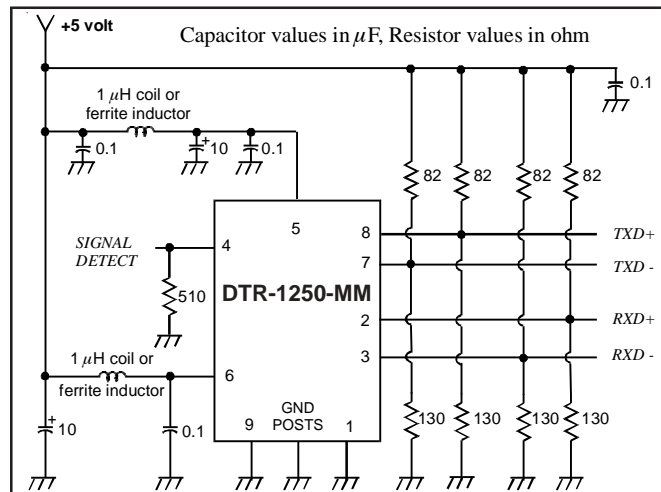 +5 volt
Capacitor values in µF, Resistor values in ohm
0.1
1 µH coil or
ferrite inductor
0.1
+
10
0.1
82
82
82
82
5
SIGNAL
DETECT
4
8
TXD+
7
TXD -
510
DTR-1250-MM
2
RXD+
3
RXD -
1 µH coil or
ferrite inductor
6
+
10
0.1
9
GND
POSTS
1
130
130
130
130